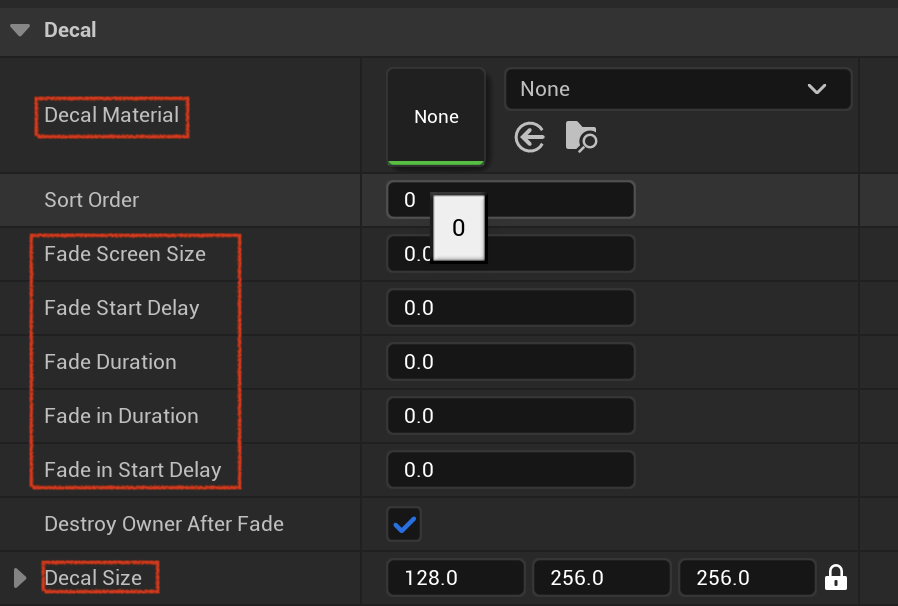 Decal
Decal Material
None
None
Sort Order
0
0
Fade Screen Size
Fade Start Delay
0.0
Fade Duration
0.0
Fade in Duration
0.0
Fade in Start Delay
0.0
Destroy Owner After Fade
Decal Size
128.0
256.0
256.0